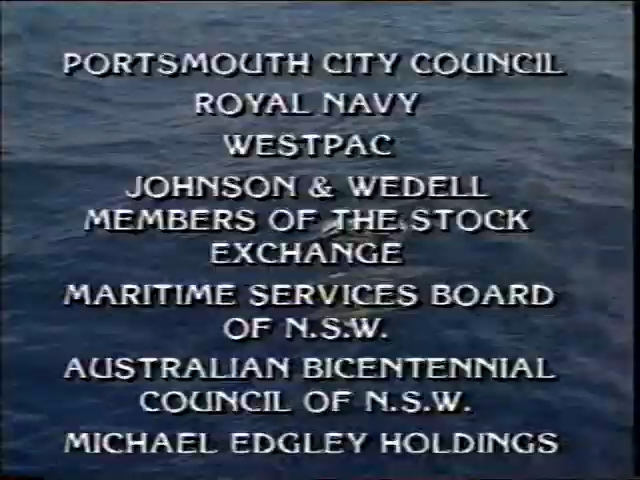 PORTSMOUTH CITY COUNCIL
ROYAL NAVY
WESTPAC
JOHNSON & WEDELL
MEMBERS OF THE STOCK
EXCHANGE
MARITIME SERVICES BOARD
OF N.S.W.
AUSTRALIAN BICENTENNIAL
COUNCIL OF N.S.W.
MICHAEL EDGLEY HOLDINGS